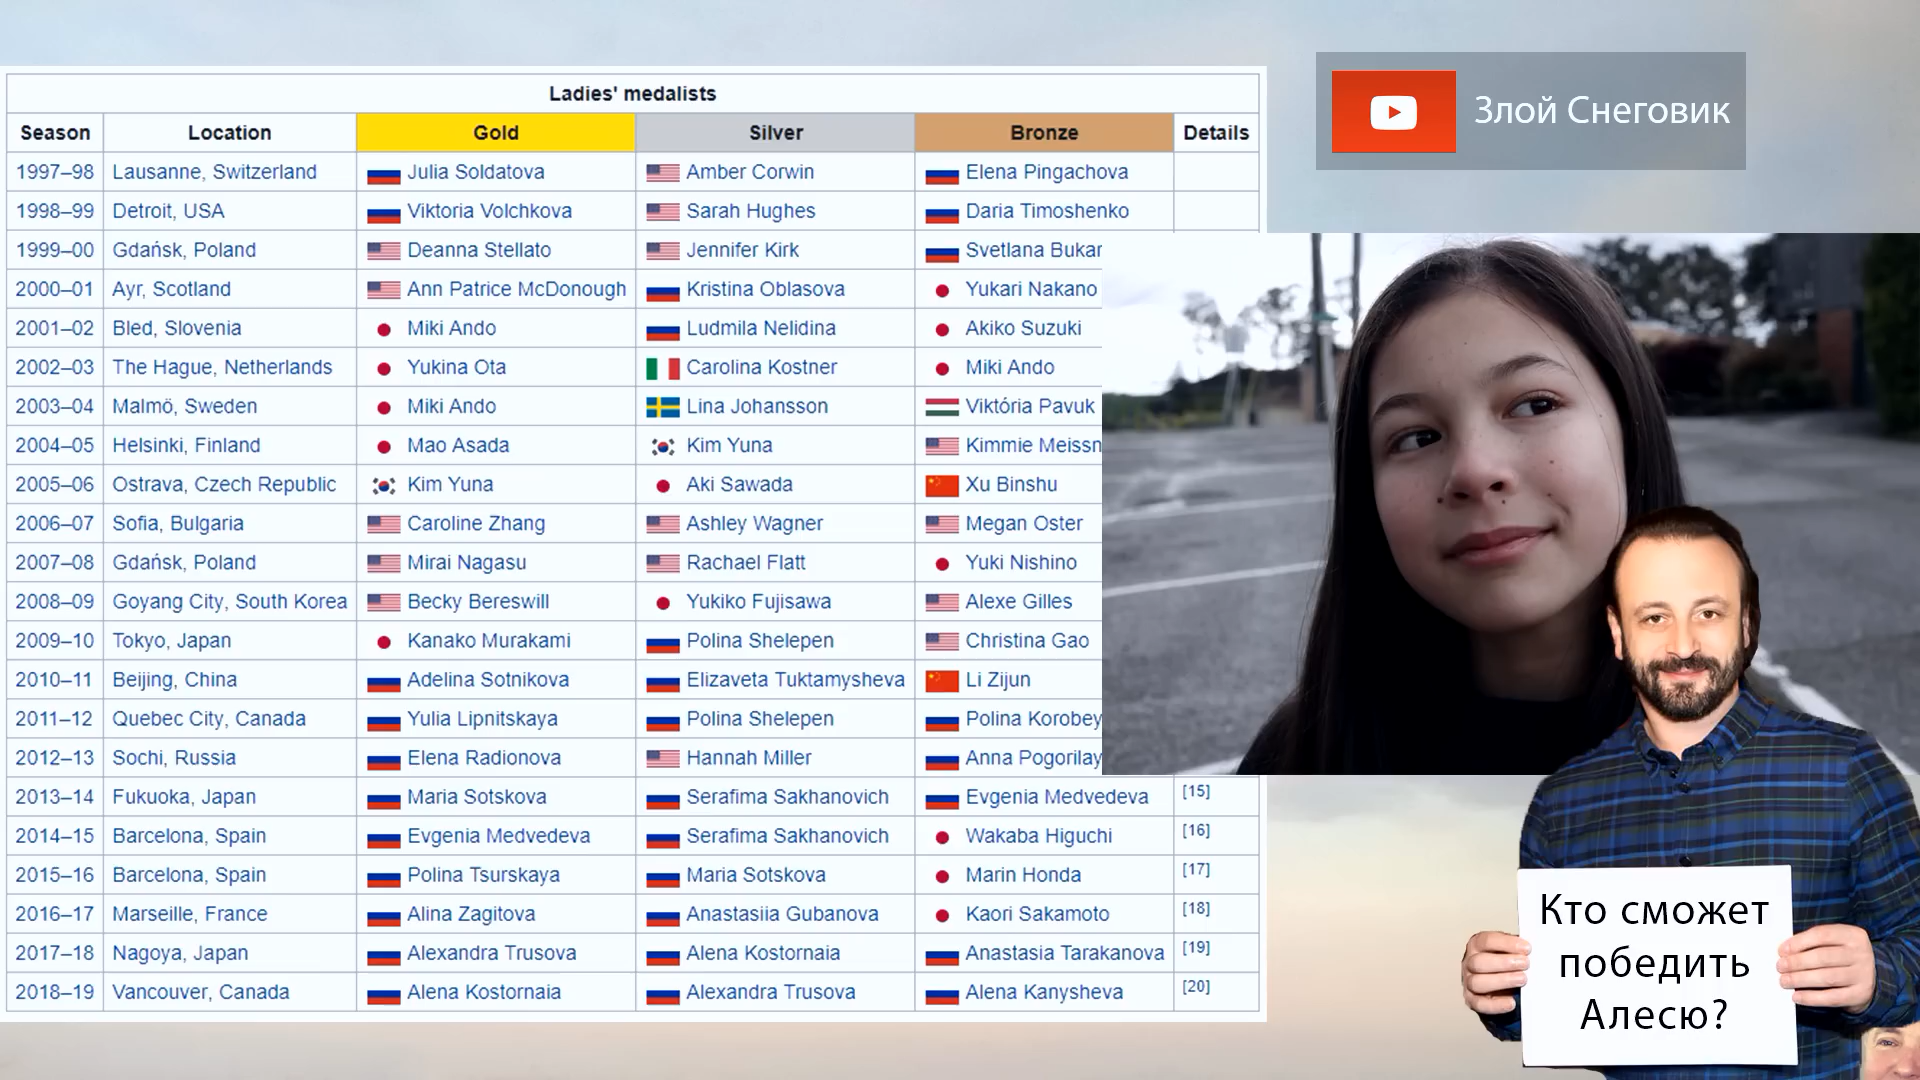 Ladies' medalists
Season Location Gold Silver Bronze Details
1997–98 Lausanne, Switzerland Julia Soldatova Amber Corwin Elena Pingachova
1998–99 Detroit, USA Viktoria Volchkova Sarah Hughes Daria Timoshenko
1999–00 Gdańsk, Poland Deanna Stellato Jennifer Kirk Svetlana Bukar
2000–01 Ayr, Scotland Ann Patrice McDonough Kristina Oblasova Yukari Nakano
2001–02 Bled, Slovenia Miki Ando Ludmila Nelidina Akiko Suzuki
2002–03 The Hague, Netherlands Yukina Ota Carolina Kostner Miki Ando
2003–04 Malmö, Sweden Miki Ando Lina Johansson Viktória Pavuk
2004–05 Helsinki, Finland Mao Asada Kim Yuna Kimmie Meissn
2005–06 Ostrava, Czech Republic Kim Yuna Aki Sawada Xu Binshu
2006–07 Sofia, Bulgaria Caroline Zhang Ashley Wagner Megan Oster
2007–08 Gdańsk, Poland Mirai Nagasu Rachael Flatt Yuki Nishino
2008–09 Goyang City, South Korea Becky Bereswill Yukiko Fujisawa Alexe Gilles
2009–10 Tokyo, Japan Kanako Murakami Polina Shelepen Christina Gao
2010–11 Beijing, China Adelina Sotnikova Elizaveta Tuktamysheva Li Zijun
2011–12 Quebec City, Canada Yulia Lipnitskaya Polina Shelepen Polina Korobey
2012–13 Sochi, Russia Elena Radionova Hannah Miller Anna Pogorilay
2013–14 Fukuoka, Japan Maria Sotskova Serafima Sakhanovich Evgenia Medvedeva [15]
2014–15 Barcelona, Spain Evgenia Medvedeva Serafima Sakhanovich Wakaba Higuchi [16]
2015–16 Barcelona, Spain Polina Tsurskaya Maria Sotskova Marin Honda [17]
2016–17 Marseille, France Alina Zagitova Anastasiia Gubanova Kaori Sakamoto [18]
2017–18 Nagoya, Japan Alexandra Trusova Alena Kostornaia Anastasia Tarakanova [19]
2018–19 Vancouver, Canada Alena Kostornaia Alexandra Trusova Alena Kanysheva [20]
Злой Снеговик
Кто сможет
победить
Алесю?